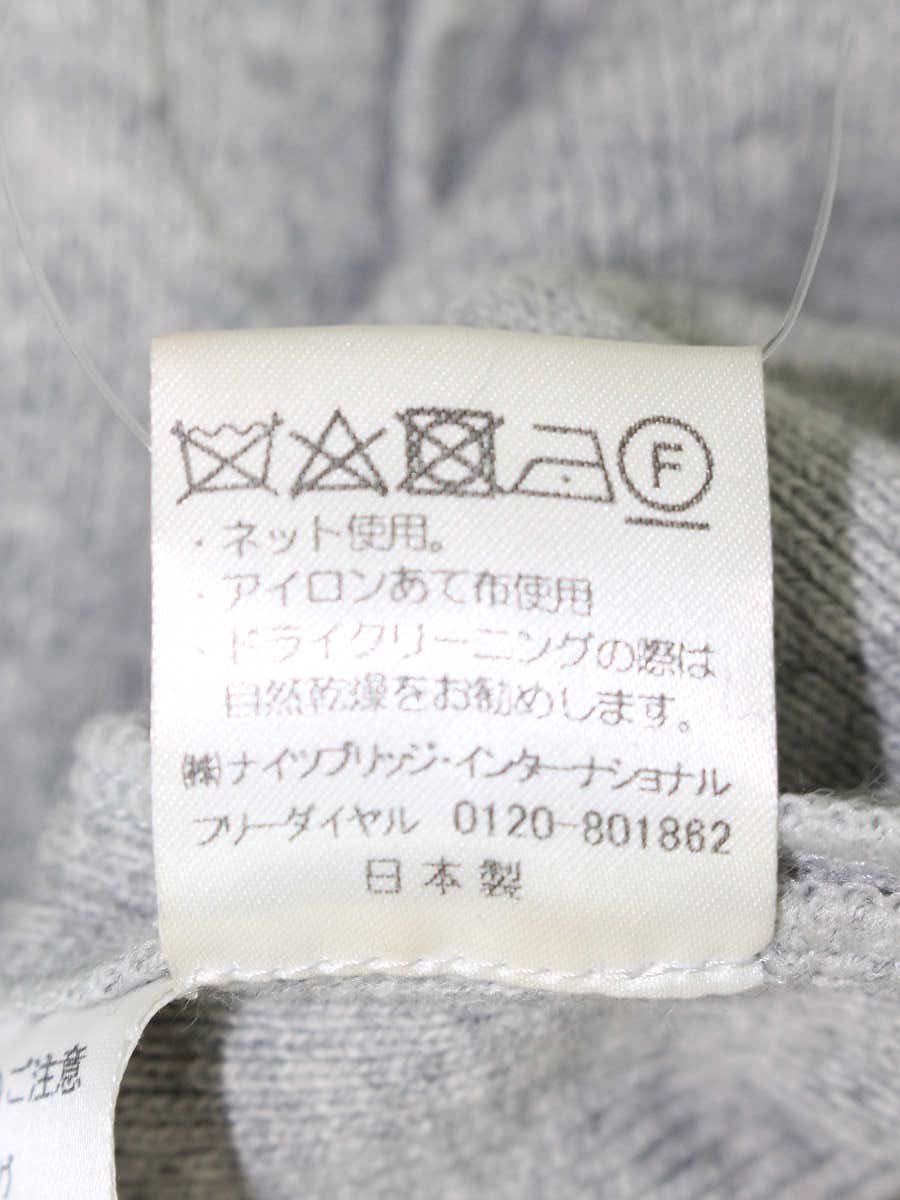 F
・ネット使用。
・アイロンあて布使用
・ドライクリーニングの際は
自然乾燥をお勧めします。
㈱ナイツブリッジ・インターナショナル
フリーダイヤル 0120-801862
日本製
ご注意